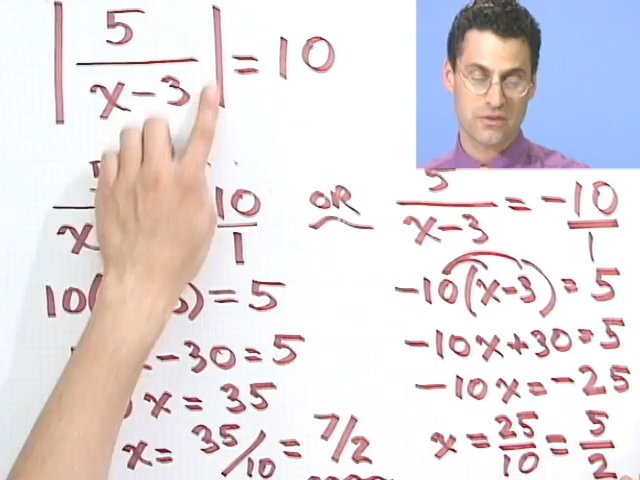 | 5 / x-3 | = 10
x 10/1 OR 5/x-3 = -10/1
10( ) = 5
-30 = 5
x = 35
x = 35/10 = 7/2
-10(x-3) = 5
-10x+30=5
-10x = -25
x = 25/10 = 5/2